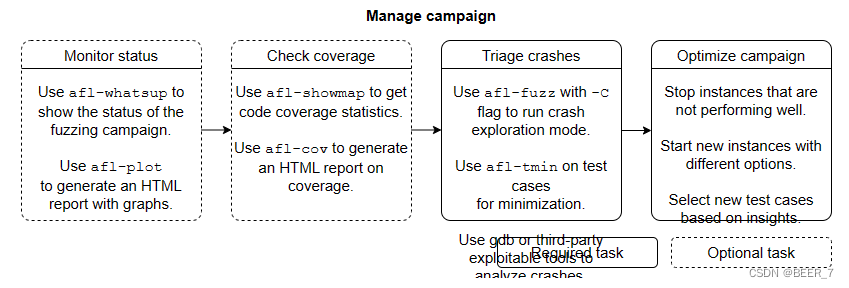 Manage campaign
Monitor status
Use afl-whatsup to
show the status of the
fuzzing campaign.
Use afl-plot
to generate an HTML
report with graphs.
Check coverage
Use afl-showmap to get
code coverage statistics.
Use afl-cov to generate
an HTML report on
coverage.
Triage crashes
Use afl-fuzz with -C
flag to run crash
exploration mode.
Use afl-tmin on test
cases
for minimization.
Use gdb or third-party
exploitable tools to
analyze crashes
Optimize campaign
Stop instances that are
not performing well.
Start new instances with
different options.
Select new test cases
based on insights.
Required task
Optional task
CSDN @BEER_7